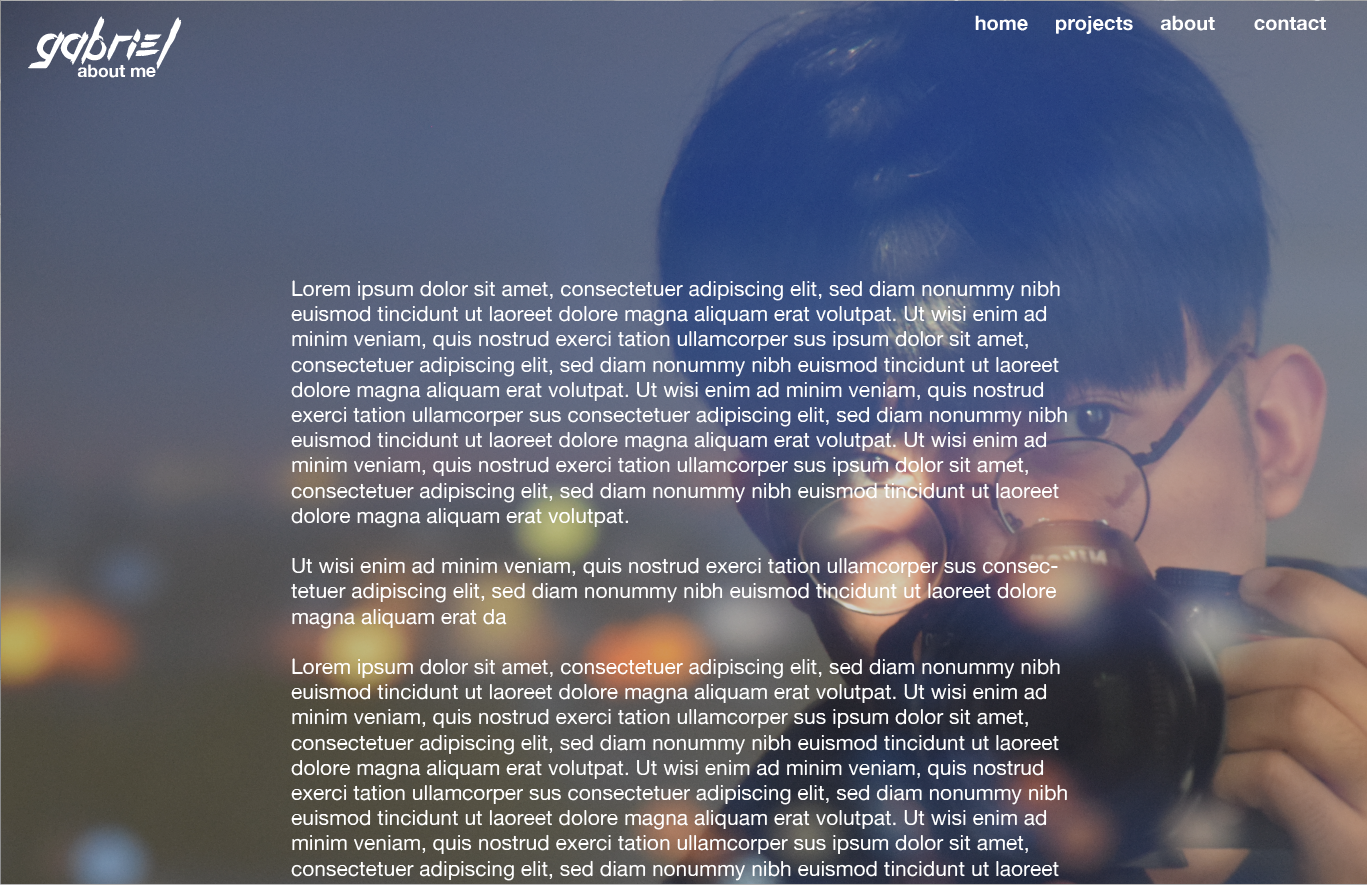 gabriel
about me
home projects about contact
Lorem ipsum dolor sit amet, consectetuer adipiscing elit, sed diam nonummy nibh
euismod tincidunt ut laoreet dolore magna aliquam erat volutpat. Ut wisi enim ad
minim veniam, quis nostrud exerci tation ullamcorper sus ipsum dolor sit amet,
consectetuer adipiscing elit, sed diam nonummy nibh euismod tincidunt ut laoreet
dolore magna aliquam erat volutpat. Ut wisi enim ad minim veniam, quis nostrud
exerci tation ullamcorper sus consectetuer adipiscing elit, sed diam nonummy nibh
euismod tincidunt ut laoreet dolore magna aliquam erat volutpat. Ut wisi enim ad
minim veniam, quis nostrud exerci tation ullamcorper sus ipsum dolor sit amet,
consectetuer adipiscing elit, sed diam nonummy nibh euismod tincidunt ut laoreet
dolore magna aliquam erat volutpat.
Ut wisi enim ad minim veniam, quis nostrud exerci tation ullamcorper sus consec-
tetuer adipiscing elit, sed diam nonummy nibh euismod tincidunt ut laoreet dolore
magna aliquam erat da
Lorem ipsum dolor sit amet, consectetuer adipiscing elit, sed diam nonummy nibh
euismod tincidunt ut laoreet dolore magna aliquam erat volutpat. Ut wisi enim ad
minim veniam, quis nostrud exerci tation ullamcorper sus ipsum dolor sit amet,
consectetuer adipiscing elit, sed diam nonummy nibh euismod tincidunt ut laoreet
dolore magna aliquam erat volutpat. Ut wisi enim ad minim veniam, quis nostrud
exerci tation ullamcorper sus consectetuer adipiscing elit, sed diam nonummy nibh
euismod tincidunt ut laoreet dolore magna aliquam erat volutpat. Ut wisi enim ad
minim veniam, quis nostrud exerci tation ullamcorper sus ipsum dolor sit amet,
consectetuer adipiscing elit, sed diam nonummy nibh euismod tincidunt ut laoreet